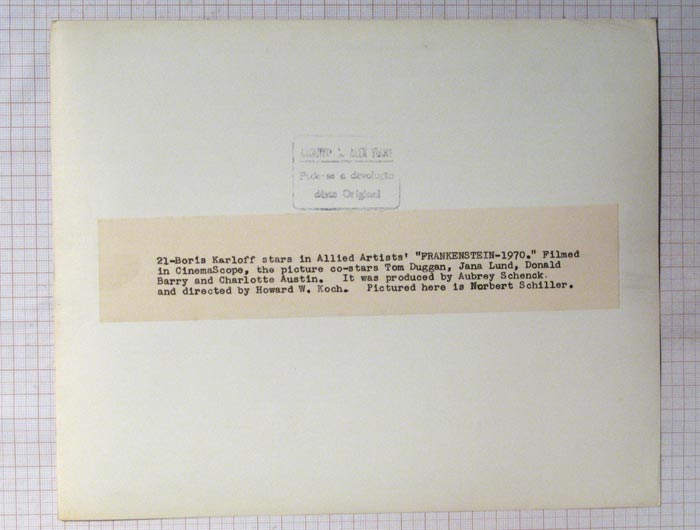 Pede-se a devolução
deste Original
21-Boris Karloff stars in Allied Artists' "FRANKENSTEIN-1970." Filmed
in CinemaScope, the picture co-stars Tom Duggan, Jana Lund, Donald
Barry and Charlotte Austin. It was produced by Aubrey Schenck.
and directed by Howard W. Koch. Pictured here is Norbert Schiller.